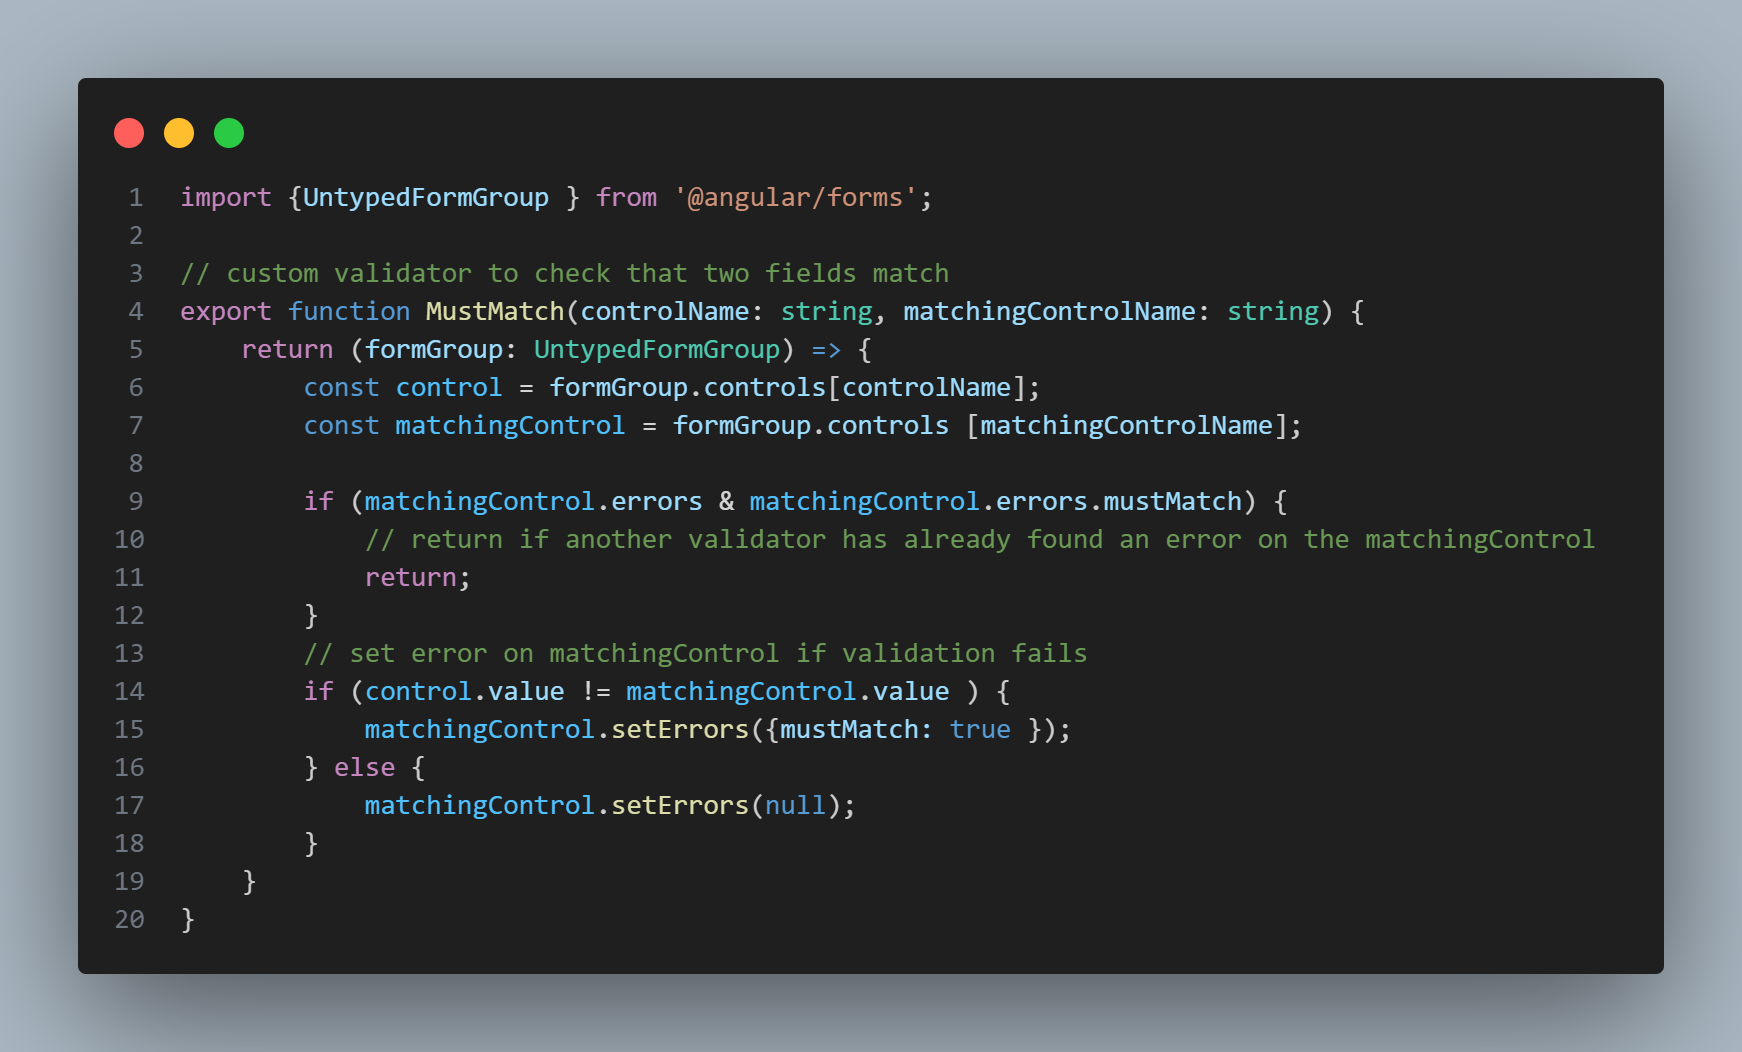 1 import {UntypedFormGroup } from '@angular/forms';
2
3 // custom validator to check that two fields match
4 export function MustMatch(controlName: string, matchingControlName: string) {
5     return (formGroup: UntypedFormGroup) => {
6         const control = formGroup.controls[controlName];
7         const matchingControl = formGroup.controls [matchingControlName];
8
9         if (matchingControl.errors & matchingControl.errors.mustMatch) {
10             // return if another validator has already found an error on the matchingControl
11             return;
12         }
13         // set error on matchingControl if validation fails
14         if (control.value != matchingControl.value ) {
15             matchingControl.setErrors({mustMatch: true });
16         } else {
17             matchingControl.setErrors(null);
18         }
19     }
20 }